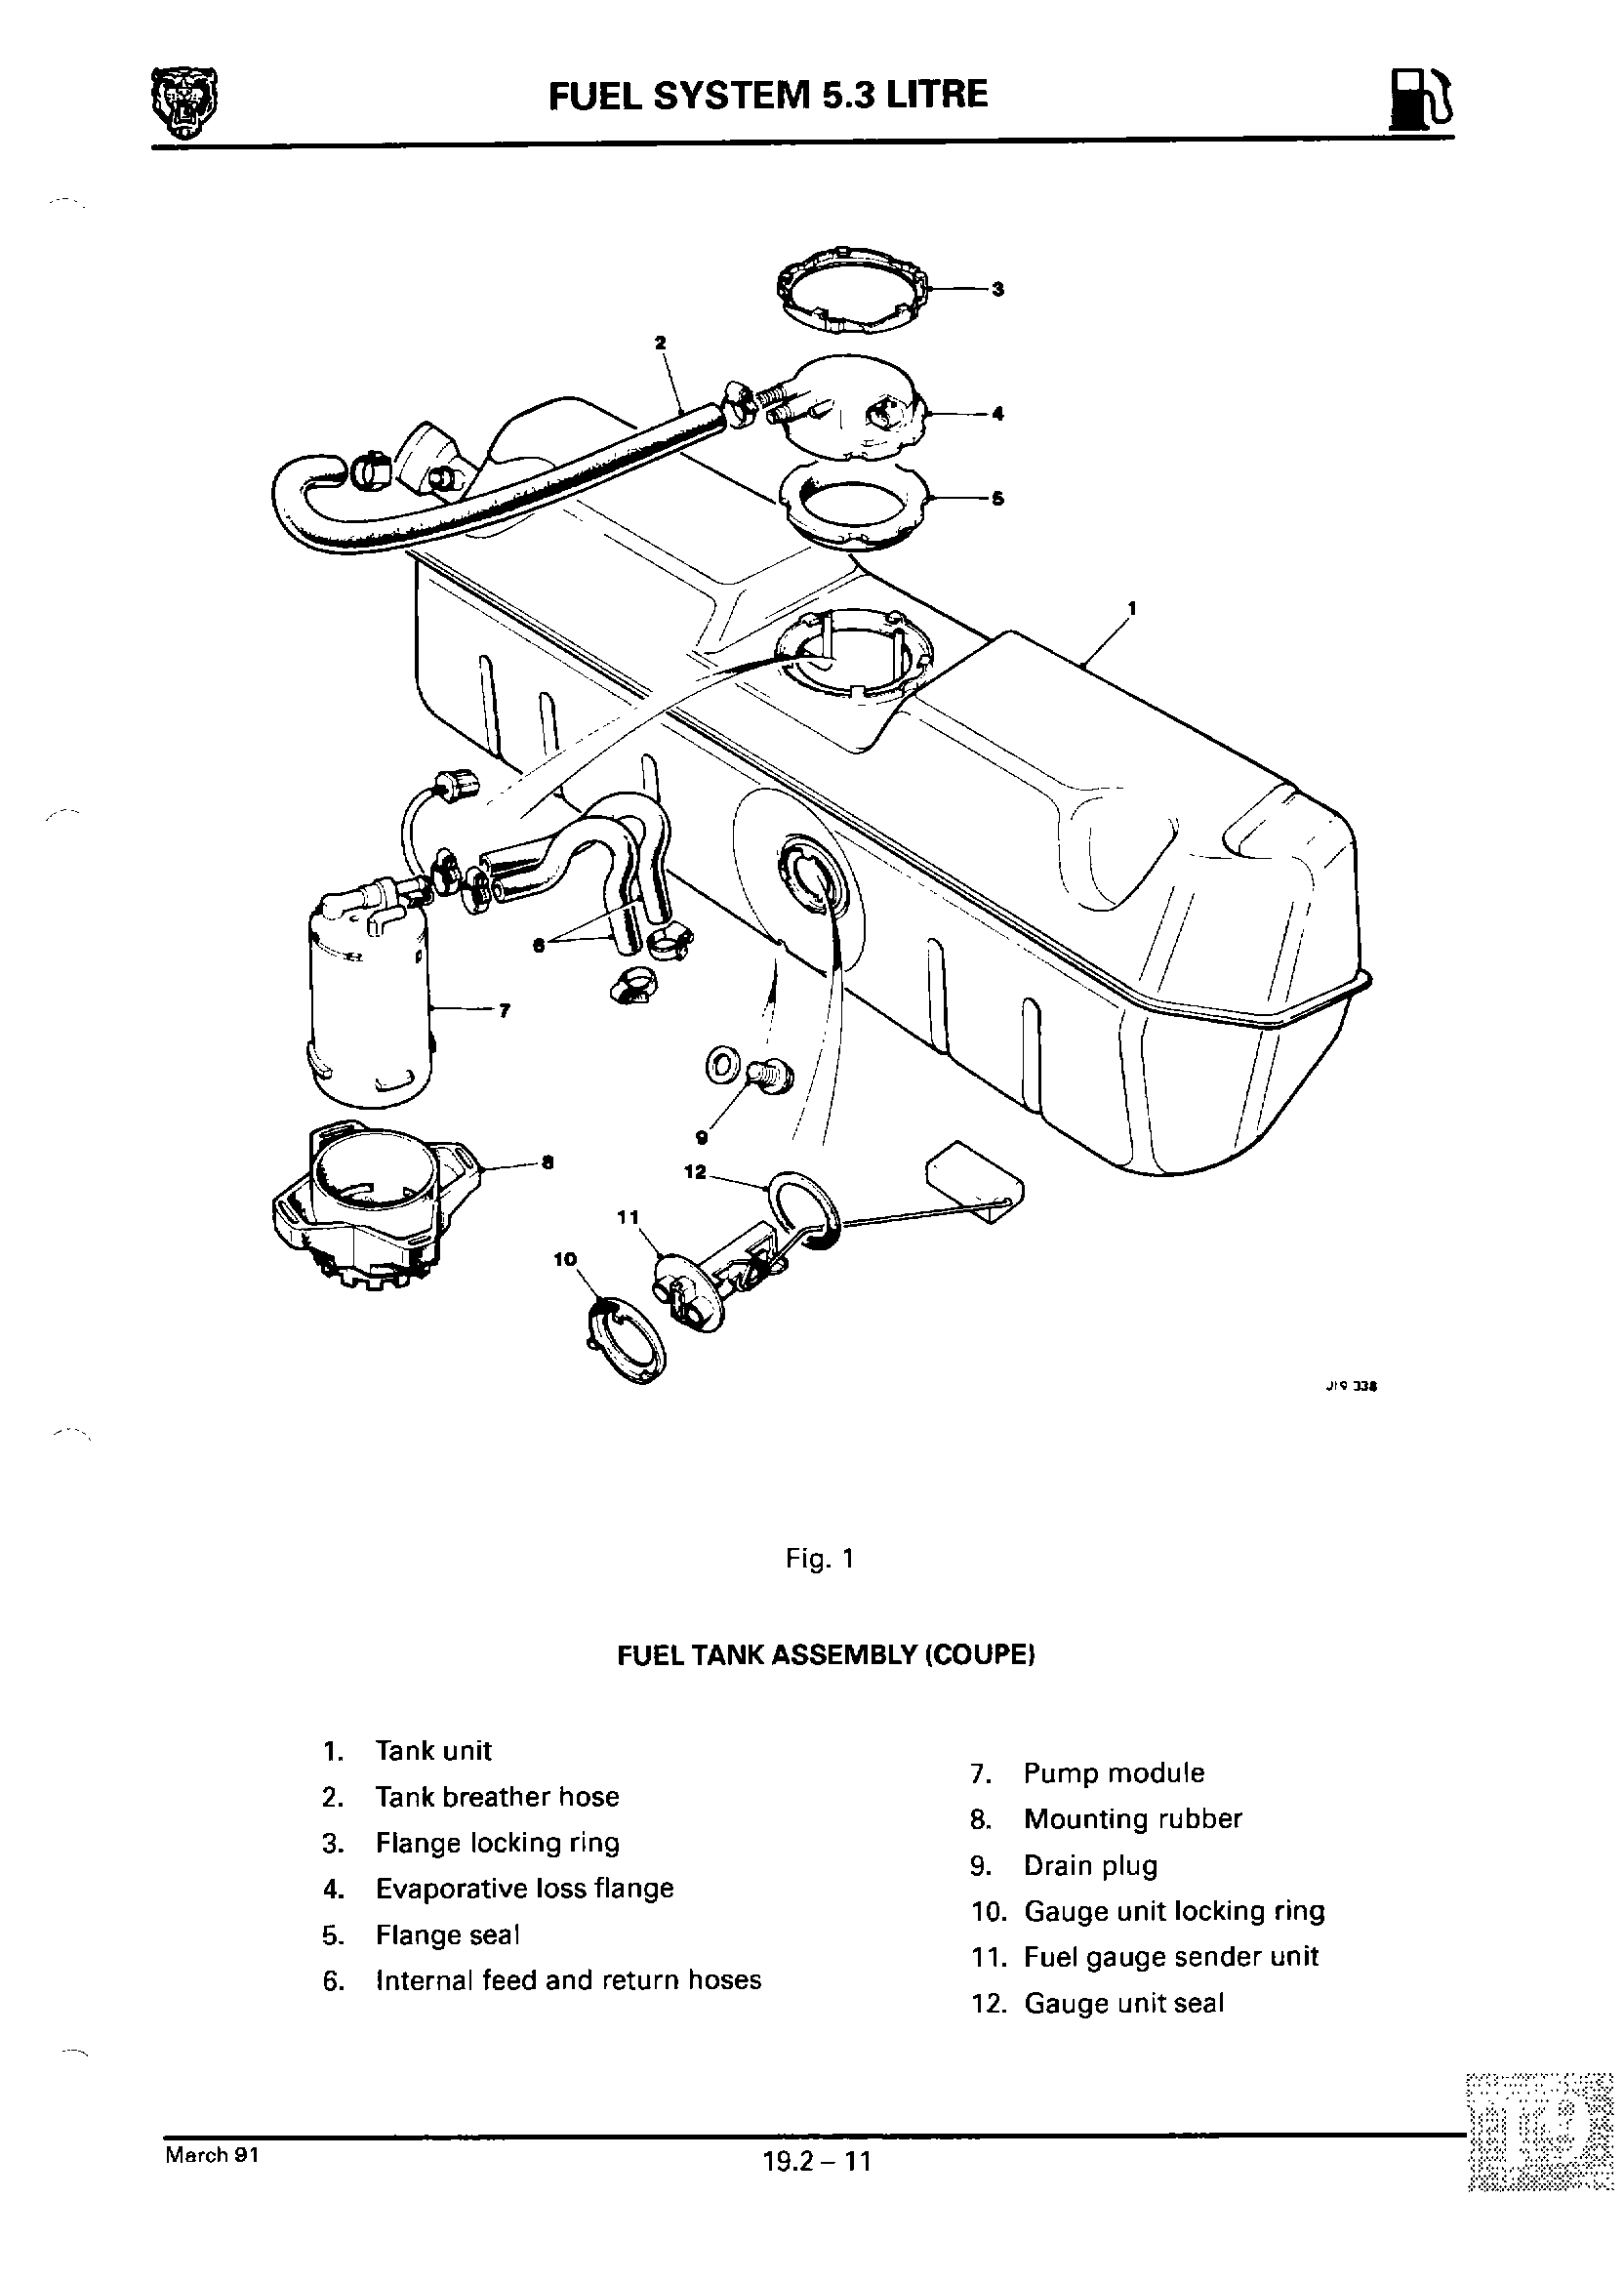 FUEL SYSTEM 5.3 LITRE
3
2
4
5
1
6
7
9
8
12
11
10
J19 338
Fig. 1
FUEL TANK ASSEMBLY (COUPE)
1. Tank unit
2. Tank breather hose
3. Flange locking ring
4. Evaporative loss flange
5. Flange seal
6. Internal feed and return hoses
7. Pump module
8. Mounting rubber
9. Drain plug
10. Gauge unit locking ring
11. Fuel gauge sender unit
12. Gauge unit seal
March 91
19.2 – 11
19